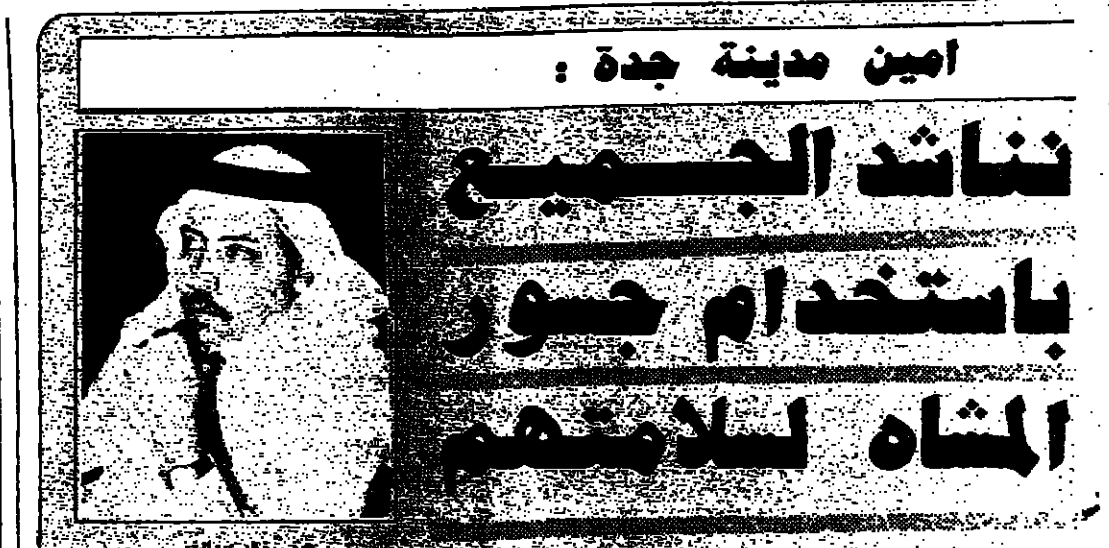 امين مدينة جدة :
نناشد الجميع
باستخدام جسور
المشاه لسلامتهم